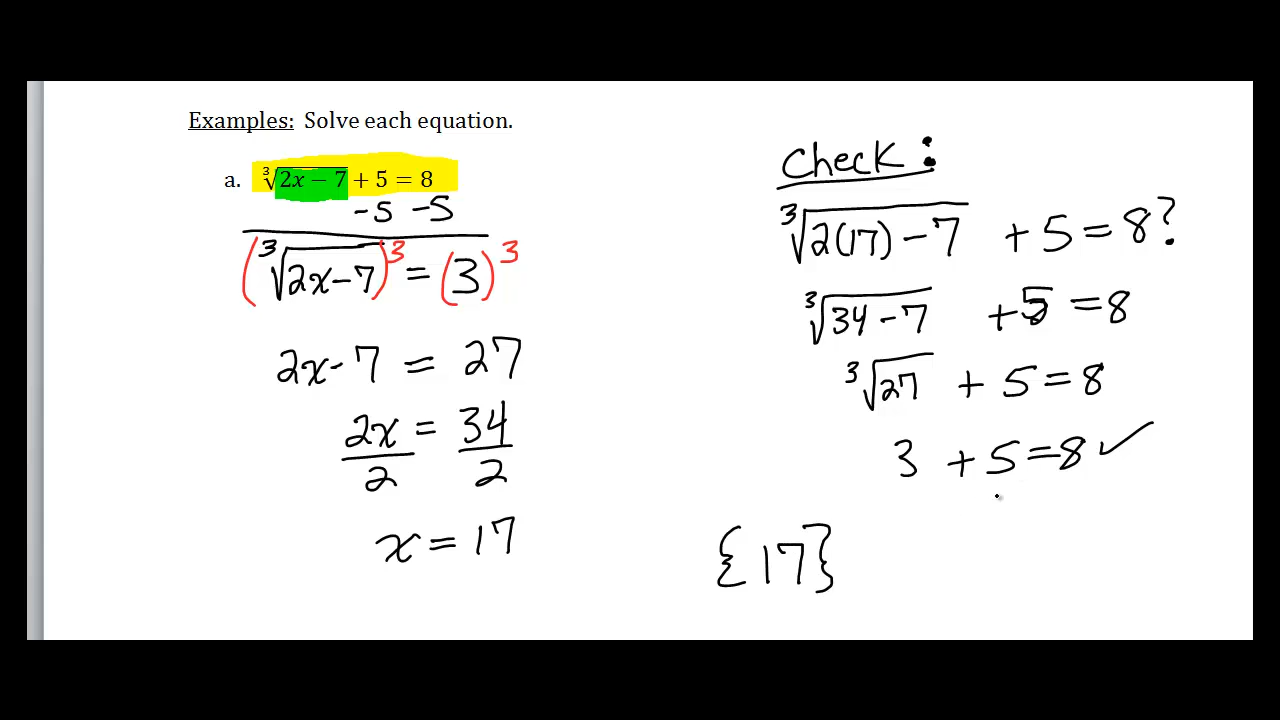 Examples: Solve each equation.
a. ∛(2x − 7) + 5 = 8
-5 -5
(∛(2x-7))³ = (3)³
2x-7 = 27
2x/2 = 34/2
x = 17
Check:
∛(2(17)-7) +5=8?
∛(34-7) +5 =8
∛27 + 5=8
3 +5=8 ✓
{17}